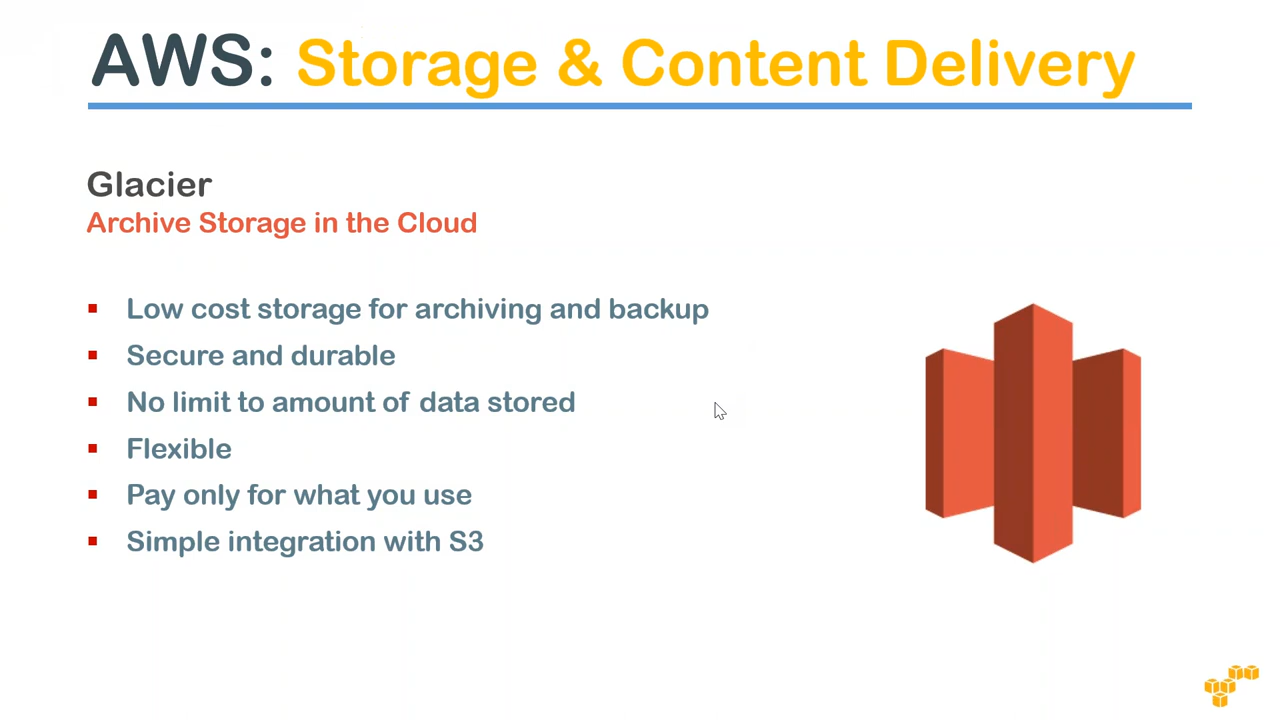 AWS: Storage & Content Delivery
Glacier
Archive Storage in the Cloud
Low cost storage for archiving and backup
Secure and durable
No limit to amount of data stored
Flexible
Pay only for what you use
Simple integration with S3